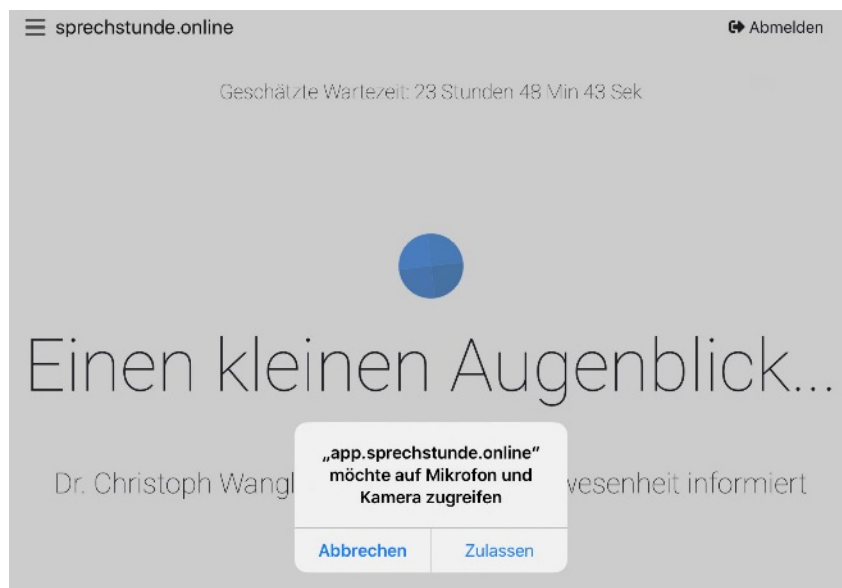 sprechstunde.online
Abmelden
Geschätzte Wartezeit: 23 Stunden 48 Min 43 Sek
Einen kleinen Augenblick...
Dr. Christoph Wangl
wesenheit informiert
„app.sprechstunde.online“
möchte auf Mikrofon und
Kamera zugreifen
Abbrechen
Zulassen